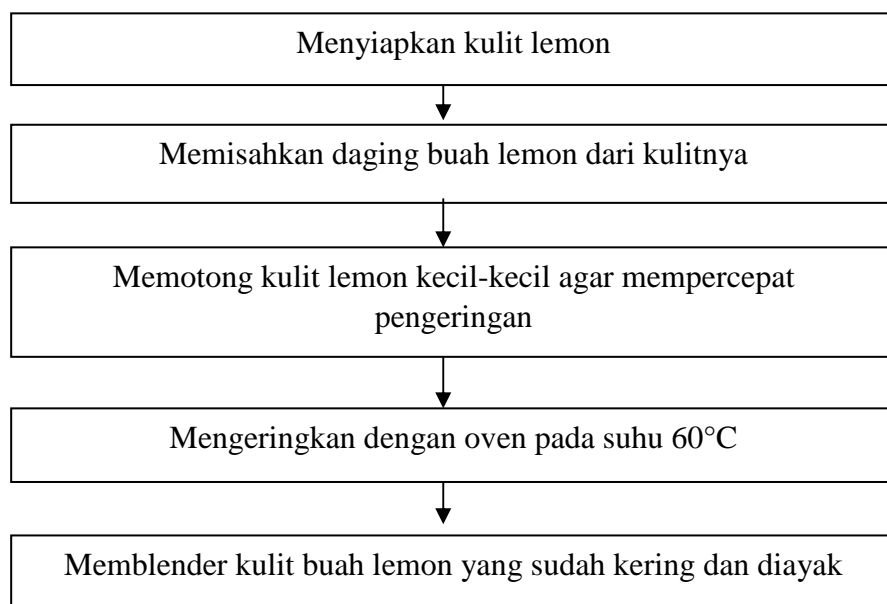 Menyiapkan kulit lemon
Memisahkan daging buah lemon dari kulitnya
Memotong kulit lemon kecil-kecil agar mempercepat
pengeringan
Mengeringkan dengan oven pada suhu 60°C
Memblender kulit buah lemon yang sudah kering dan diayak